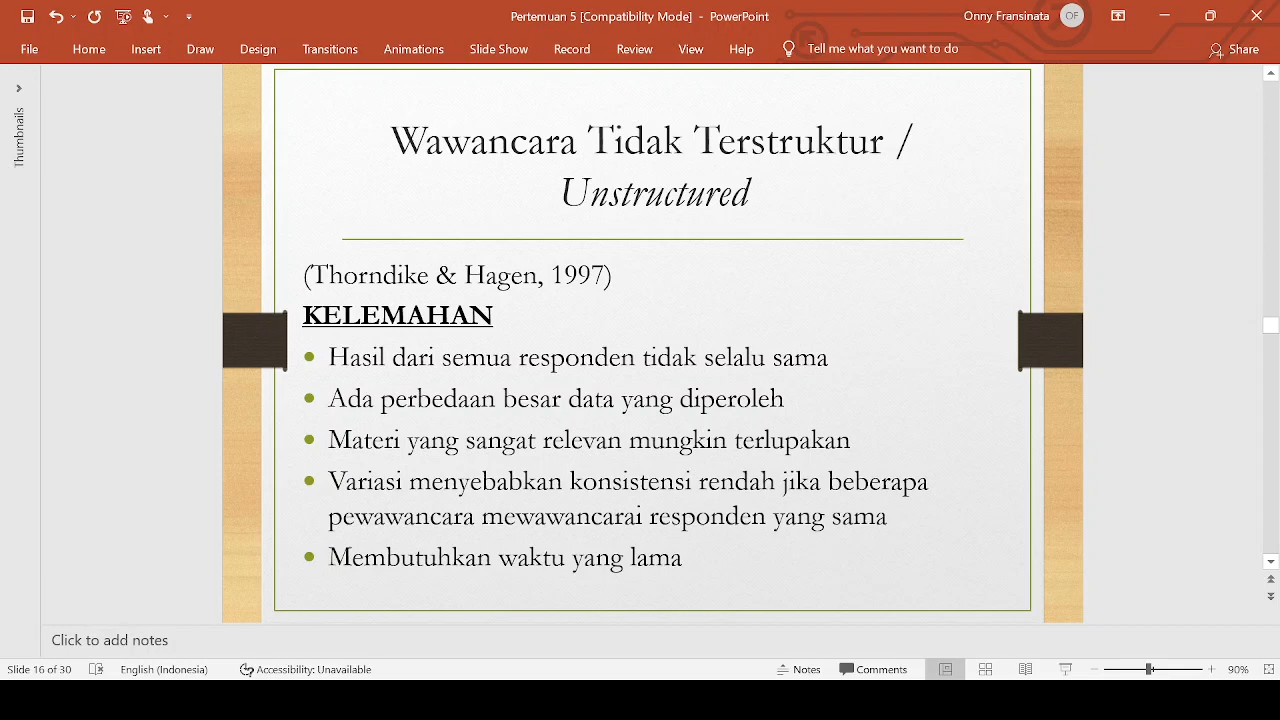 Pertemuan 5 [Compatibility Mode] - PowerPoint
Onny Fransinata
OF
File Home Insert Draw Design Transitions Animations Slide Show Record Review View Help Tell me what you want to do Share
Thumbnails
Wawancara Tidak Terstruktur /
Unstructured
(Thorndike & Hagen, 1997)
KELEMAHAN
• Hasil dari semua responden tidak selalu sama
• Ada perbedaan besar data yang diperoleh
• Materi yang sangat relevan mungkin terlupakan
• Variasi menyebabkan konsistensi rendah jika beberapa
pewawancara mewawancarai responden yang sama
• Membutuhkan waktu yang lama
Click to add notes
Slide 16 of 30 English (Indonesia) Accessibility: Unavailable Notes Comments 90%